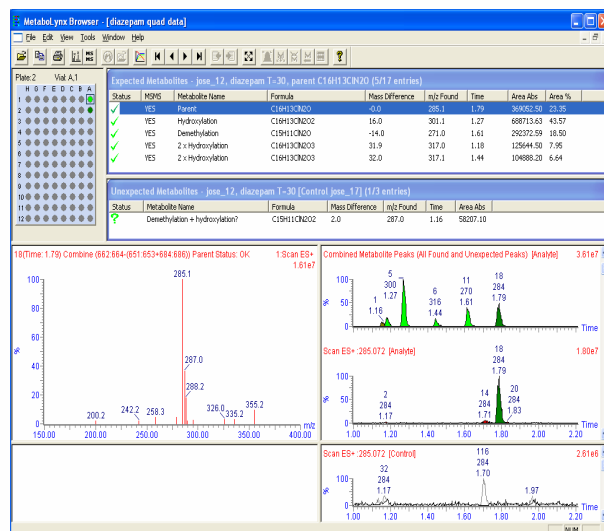 MetaboLynx Browser - [diazepam quad data]
File Edit View Tools Window Help
Plate:2 Vial: A,1
H G F E D C B A
1
2
3
4
5
6
7
8
9
10
11
12
Expected Metabolites - jose_12, diazepam T=30, parent C16H13ClN2O (5/17 entries)
Status MSMS Metabolite Name Formula Mass Difference m/z Found Time Area Abs Area %
YES Parent C16H13ClN2O -0.0 285.1 1.79 369052.50 23.35
YES Hydroxylation C16H13ClN2O2 16.0 301.1 1.27 688713.63 43.57
YES Demethylation C15H11ClN2O -14.0 271.0 1.61 292372.59 18.50
YES 2 x Hydroxylation C16H13ClN2O3 31.9 317.0 1.18 125644.50 7.95
YES 2 x Hydroxylation C16H13ClN2O3 32.0 317.1 1.44 104888.20 6.64
Unexpected Metabolites - jose_12, diazepam T=30 [Control jose_17] (1/3 entries)
Status Metabolite Name Formula Mass Difference m/z Found Time Area Abs
Demethylation + hydroxylation? C15H11ClN2O2 2.0 287.0 1.16 58207.10
18(Time: 1.79) Combine (662:664-(651:653+684:686)) Parent Status: OK 1:Scan ES+
1.61e7
285.1
100
%
287.0
288.2
200.2 242.2 258.3 326.0 335.2 355.2
0
m/z
150.00 200.00 250.00 300.00 350.00 400.00
Combined Metabolite Peaks (All Found and Unexpected Peaks) [Analyte] 3.61e7
100
50
%
0
1
1.16
5
300
1.27
6
316
1.44
11
270
1.61
18
284
1.79
Time
Scan ES+ :285.072 [Analyte] 1.80e7
100
50
%
0
2
284
1.17
14
284
1.71
18
284
1.79
20
284
1.83
Time
1.00 1.20 1.40 1.60 1.80 2.00 2.20
Scan ES+ :285.072 [Control] 2.61e6
100
50
%
0
32
284
1.17
116
284
1.70
1.97
Time
1.00 1.20 1.40 1.60 1.80 2.00 2.20
NUM